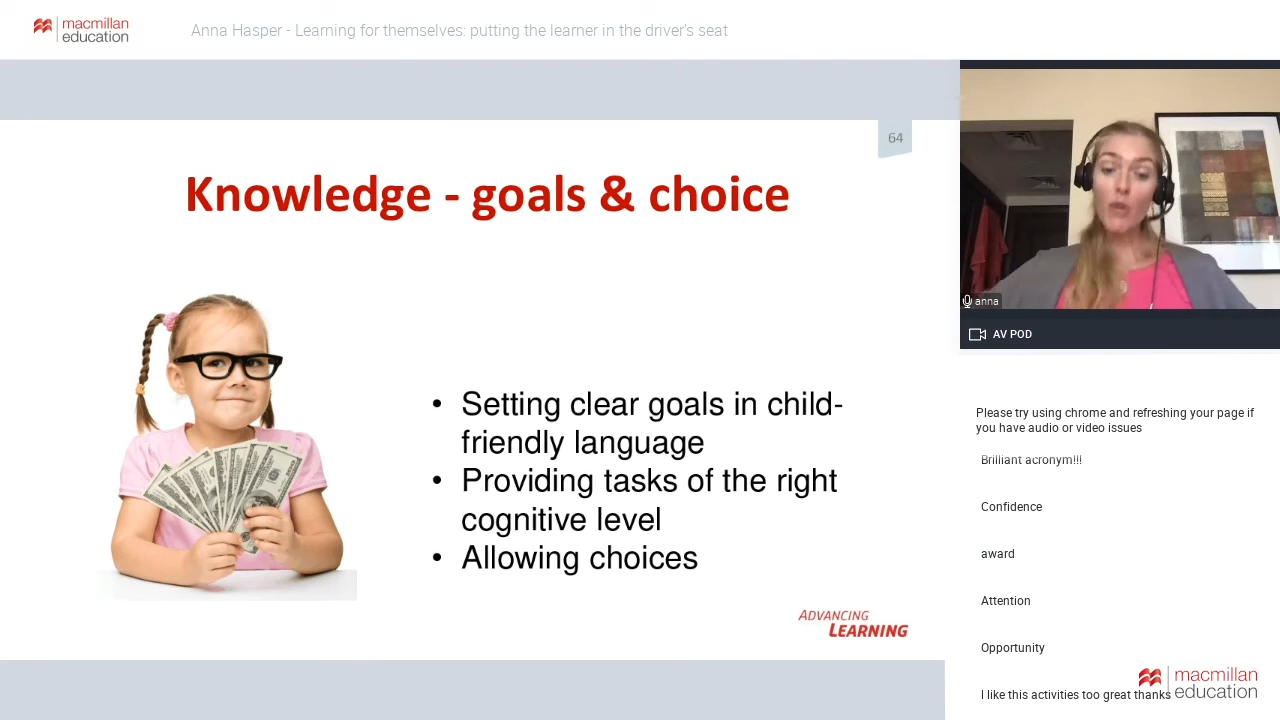 macmillan
education
Anna Hasper - Learning for themselves: putting the learner in the driver's seat
64
Knowledge - goals & choice
• Setting clear goals in child-
friendly language
• Providing tasks of the right
cognitive level
• Allowing choices
ADVANCING
LEARNING
anna
AV POD
Please try using chrome and refreshing your page if
you have audio or video issues
Brilliant acronym!!!
Confidence
award
Attention
Opportunity
I like this activities too great thanks
macmillan
education